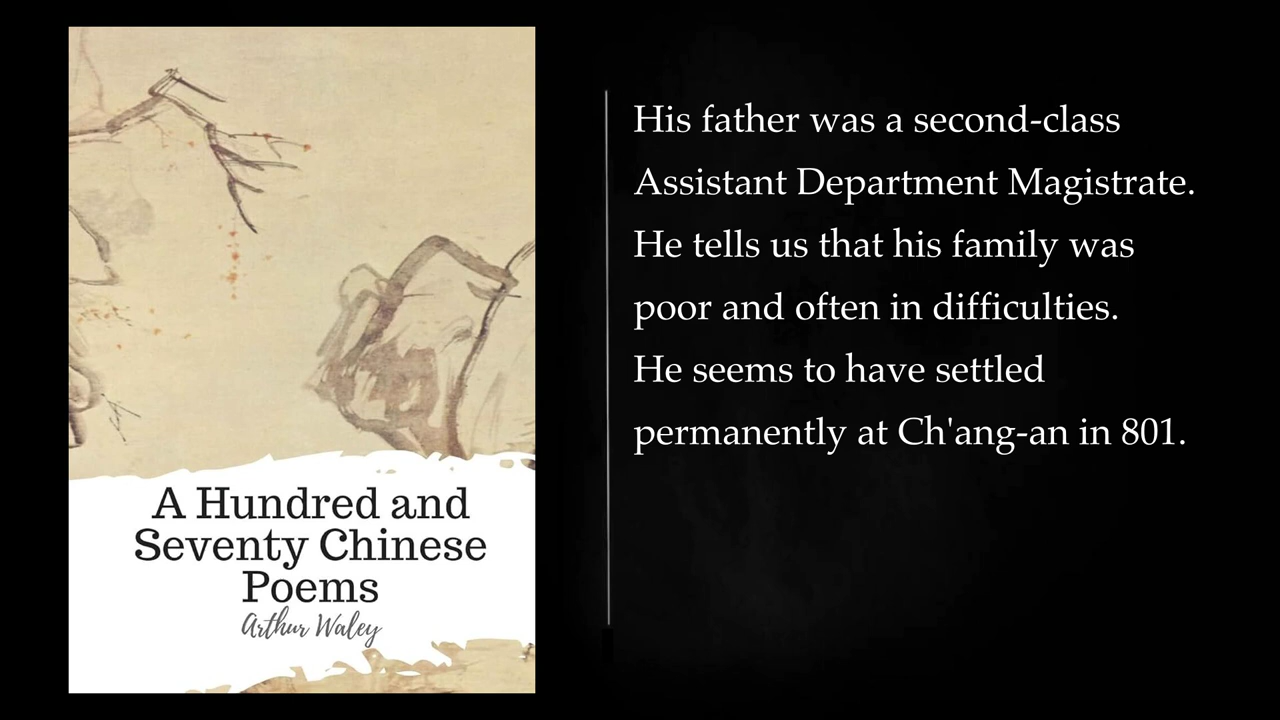 A Hundred and
Seventy Chinese
Poems
Arthur Waley
His father was a second-class
Assistant Department Magistrate.
He tells us that his family was
poor and often in difficulties.
He seems to have settled
permanently at Ch'ang-an in 801.